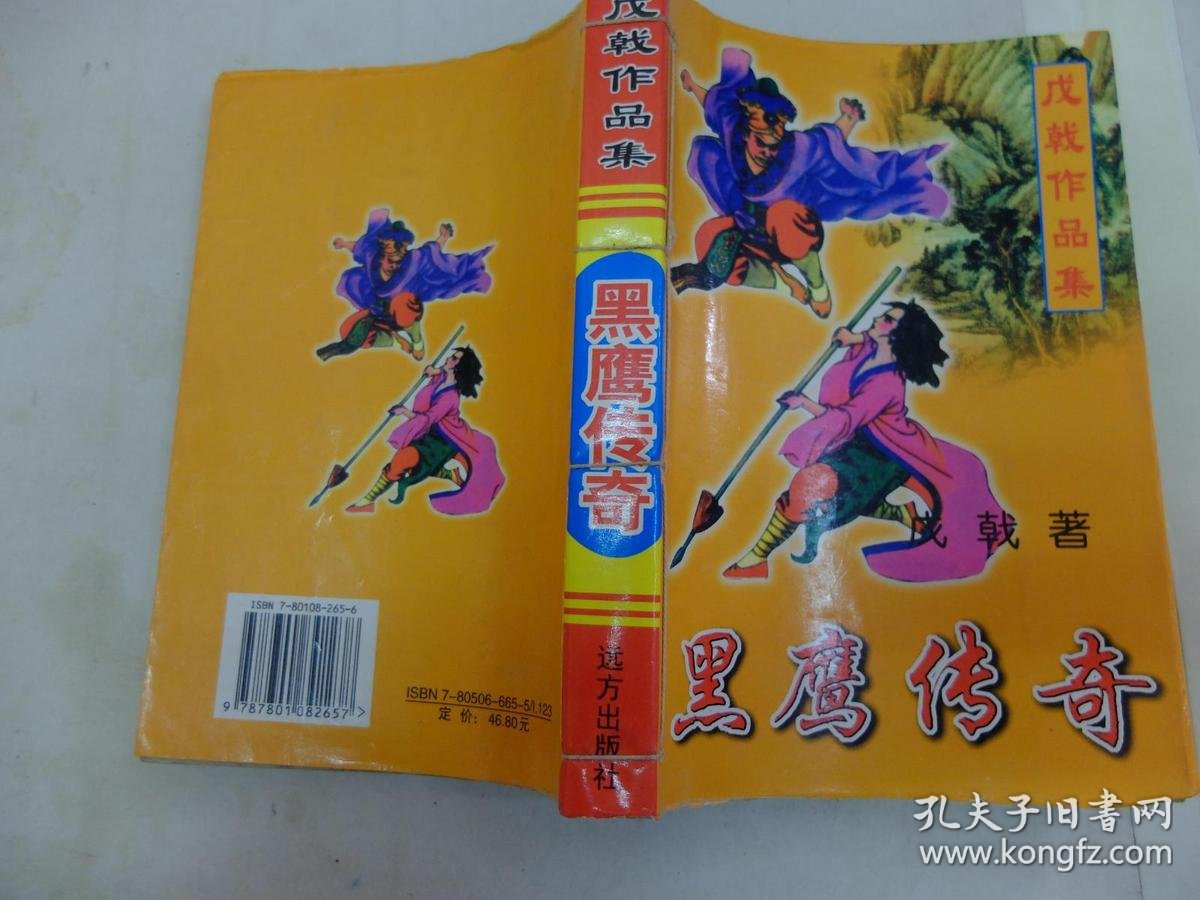 戊戟作品集
黑鹰传奇
远方出版社
戊戟作品集
戊戟著
黑鹰传奇
ISBN 7-80108-265-6
9 787801 082657 >
ISBN 7-80506-665-5/I.123
定价：46.80元
孔夫子旧书网
www.kongfz.com